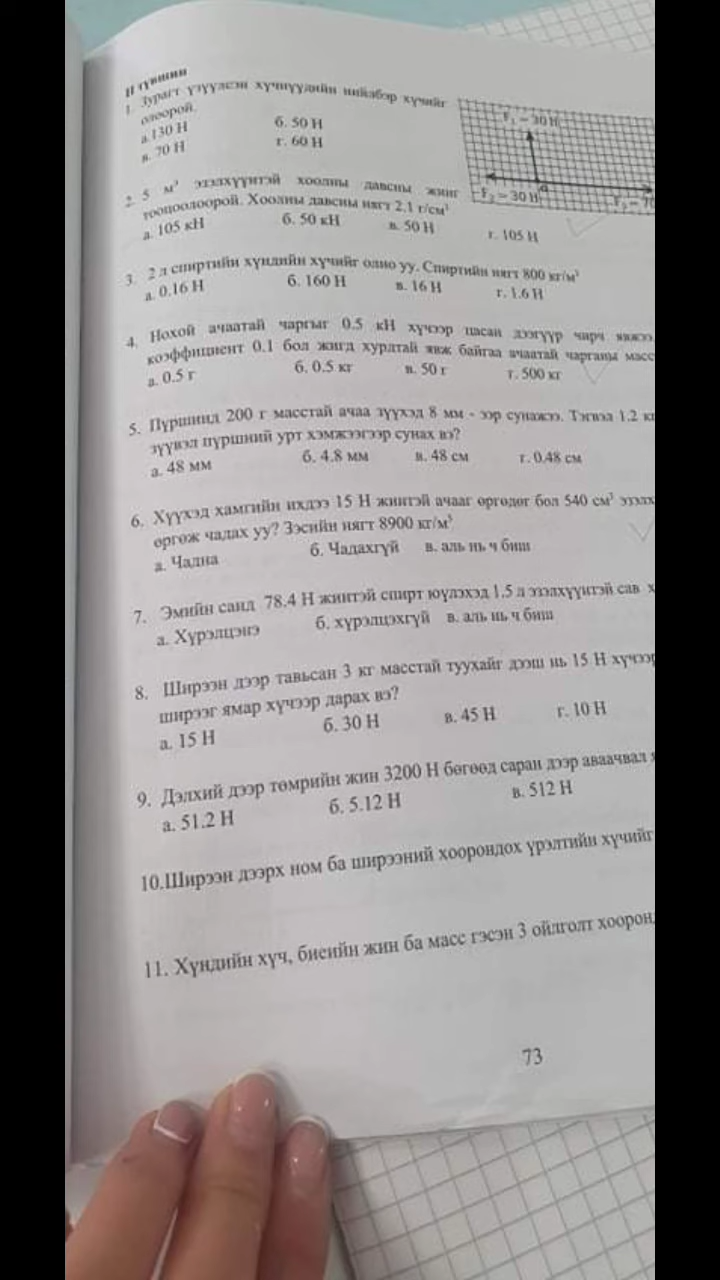 II түвшин
1. Зурагт үзүүлсэн хүчнүүдийн нийлбэр хүчийг
олоорой.
а. 130 Н б. 50 Н
в. 70 Н г. 60 Н
F₁ = 30 Н
F₂ = 30 Н F₃ = 70
2. 5 м³ эзэлхүүнтэй хоолны давсны жинг
тооцоолоорой. Хоолны давсны нягт 2.1 г/см³
а. 105 кН б. 50 кН в. 50 Н г. 105 Н
3. 2 л спиртийн хүндийн хүчийг олно уу. Спиртийн нягт 800 кг/м³
а. 0.16 Н б. 160 Н в. 16 Н г. 1.6 Н
4. Нохой ачаатай чаргыг 0.5 кН хүчээр цасан дээгүүр чирч явжээ.
коэффициент 0.1 бол жигд хурдтай явж байгаа ачаатай чарганы масс
а. 0.5 г б. 0.5 кг в. 50 г г. 500 кг
5. Пүршинд 200 г масстай ачаа зүүхэд 8 мм - ээр сунажээ. Тэгвэл 1.2 кг
зүүвэл пүршний урт хэмжээгээр сунах вэ?
а. 48 мм б. 4.8 мм в. 48 см г. 0.48 см
6. Хүүхэд хамгийн ихдээ 15 Н жинтэй ачааг өргөдөг бол 540 см³ эзэлх
өргөж чадах уу? Зэсийн нягт 8900 кг/м³
а. Чадна б. Чадахгүй в. аль нь ч биш
7. Эмийн санд 78.4 Н жинтэй спирт юүлэхэд 1.5 л эзэлхүүнтэй сав х
а. Хүрэлцэнэ б. хүрэлцэхгүй в. аль нь ч биш
8. Ширээн дээр тавьсан 3 кг масстай туухайг дээш нь 15 Н хүчээр
ширээг ямар хүчээр дарах вэ?
а. 15 Н б. 30 Н в. 45 Н г. 10 Н
9. Дэлхий дээр төмрийн жин 3200 Н бөгөөд саран дээр аваачвал я
а. 51.2 Н б. 5.12 Н в. 512 Н
10.Ширээн дээрх ном ба ширээний хоорондох үрэлтийн хүчийг
11. Хүндийн хүч, биеийн жин ба масс гэсэн 3 ойлголт хооронд
73